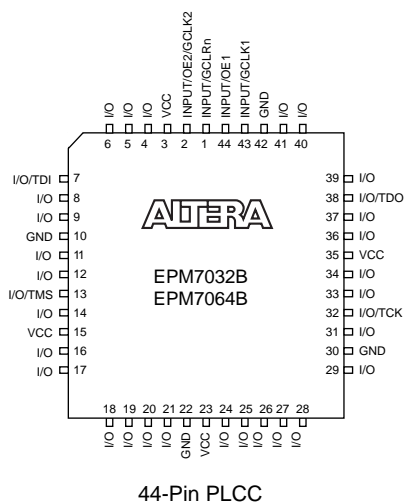 INPUT/OE2/GCLK2
INPUT/GCLRn
INPUT/OE1
INPUT/GCLK1
I/O
I/O
I/O
VCC
GND
I/O
I/O
6 5 4 3 2 1 44 43 42 41 40
I/O/TDI 7
I/O 8
I/O 9
GND 10
I/O 11
I/O 12
I/O/TMS 13
I/O 14
VCC 15
I/O 16
I/O 17
ALTERA
EPM7032B
EPM7064B
39 I/O
38 I/O/TDO
37 I/O
36 I/O
35 VCC
34 I/O
33 I/O
32 I/O/TCK
31 I/O
30 GND
29 I/O
18 19 20 21 22 23 24 25 26 27 28
I/O
I/O
I/O
I/O
GND
VCC
I/O
I/O
I/O
I/O
I/O
44-Pin PLCC